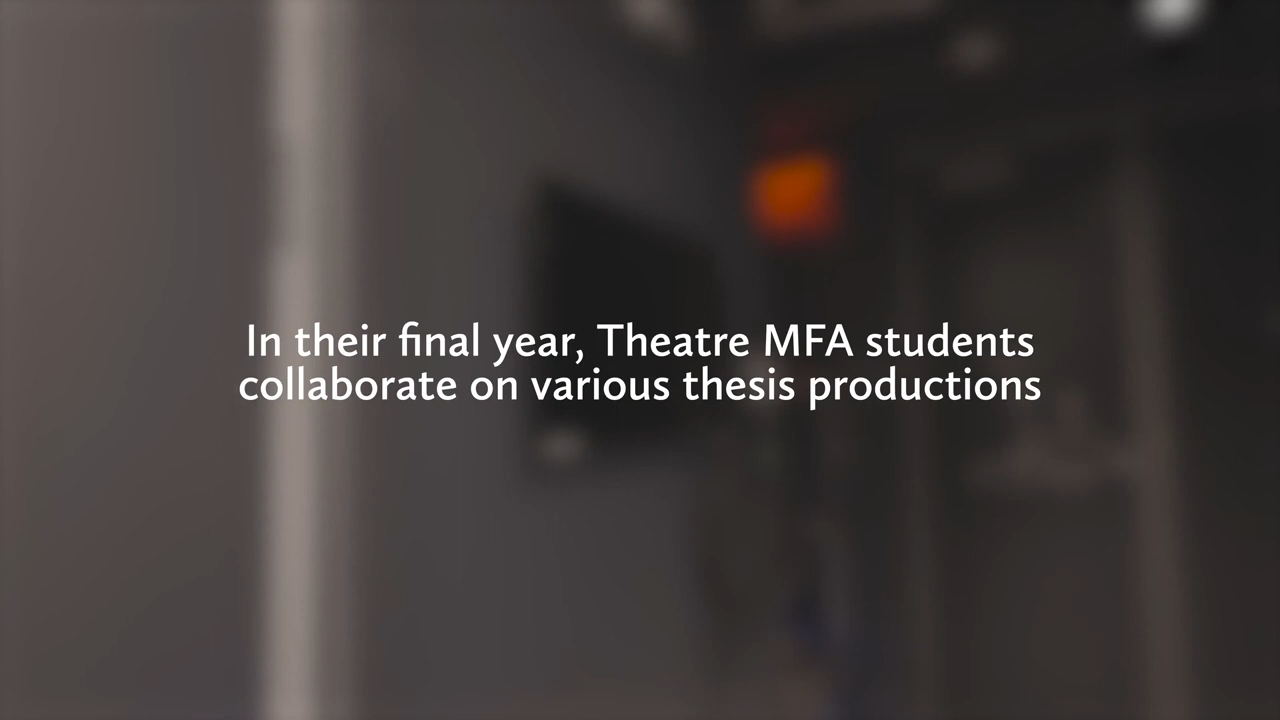 In their final year, Theatre MFA students
collaborate on various thesis productions